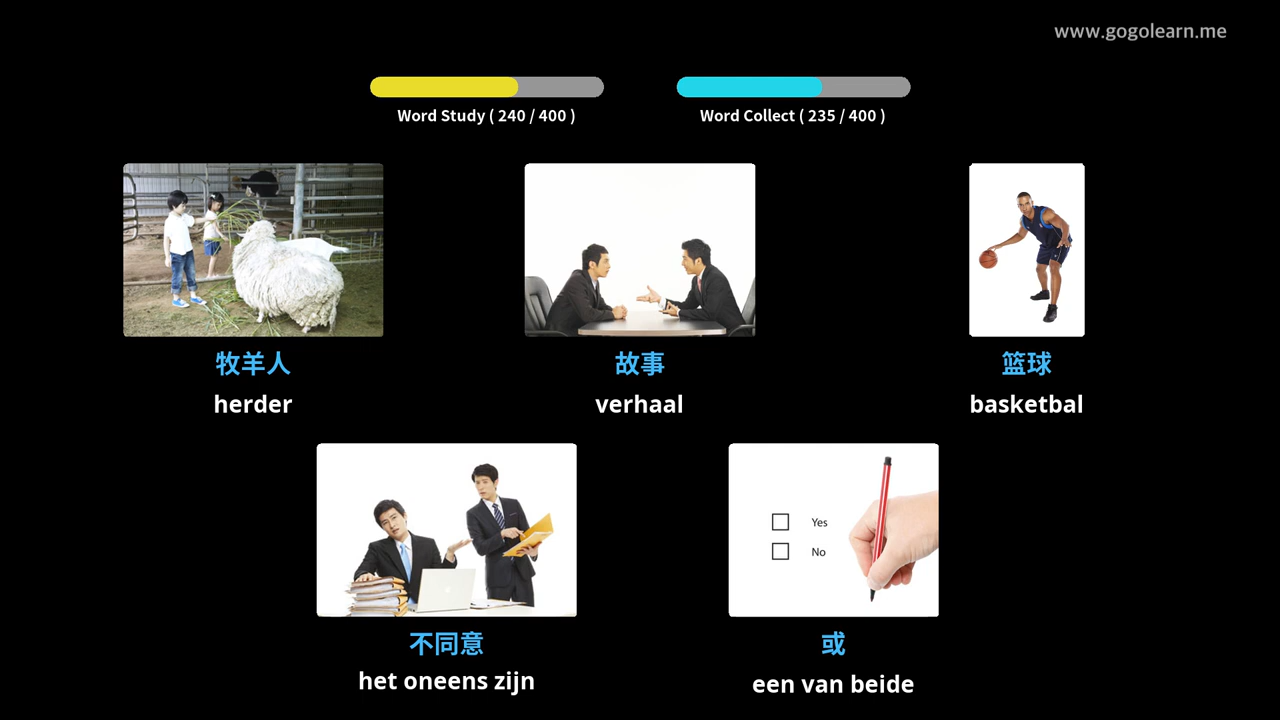 www.gogolearn.me
Word Study ( 240 / 400 )
Word Collect ( 235 / 400 )
牧羊人
herder
故事
verhaal
篮球
basketbal
Yes
No
不同意
het oneens zijn
或
een van beide